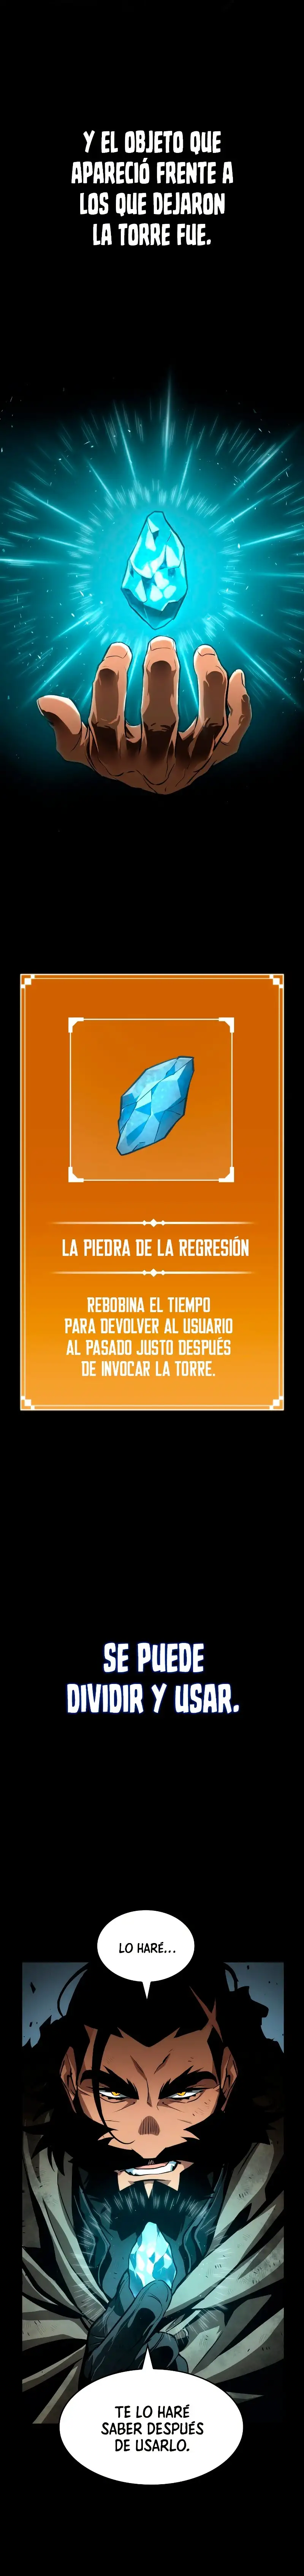 Y EL OBJETO QUE
APARECIÓ FRENTE A
LOS QUE DEJARON
LA TORRE FUE.
LA PIEDRA DE LA REGRESIÓN
REBOBINA EL TIEMPO
PARA DEVOLVER AL USUARIO
AL PASADO JUSTO DESPUÉS
DE INVOCAR LA TORRE.
SE PUEDE
DIVIDIR Y USAR.
LO HARÉ...
TE LO HARÉ
SABER DESPUÉS
DE USARLO.